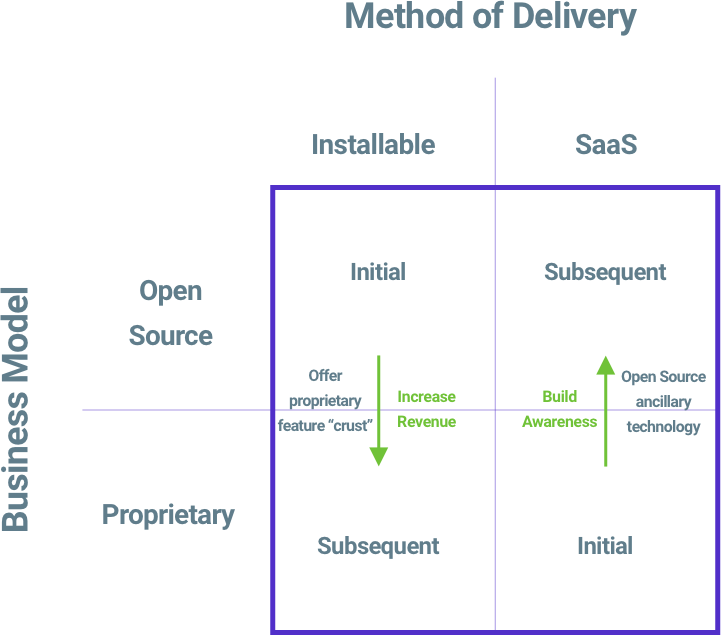 Method of Delivery
Installable
SaaS
Business Model
Open
Source
Initial
Subsequent
Offer
proprietary
feature “crust”
Increase
Revenue
Build
Awareness
Open Source
ancillary
technology
Proprietary
Subsequent
Initial